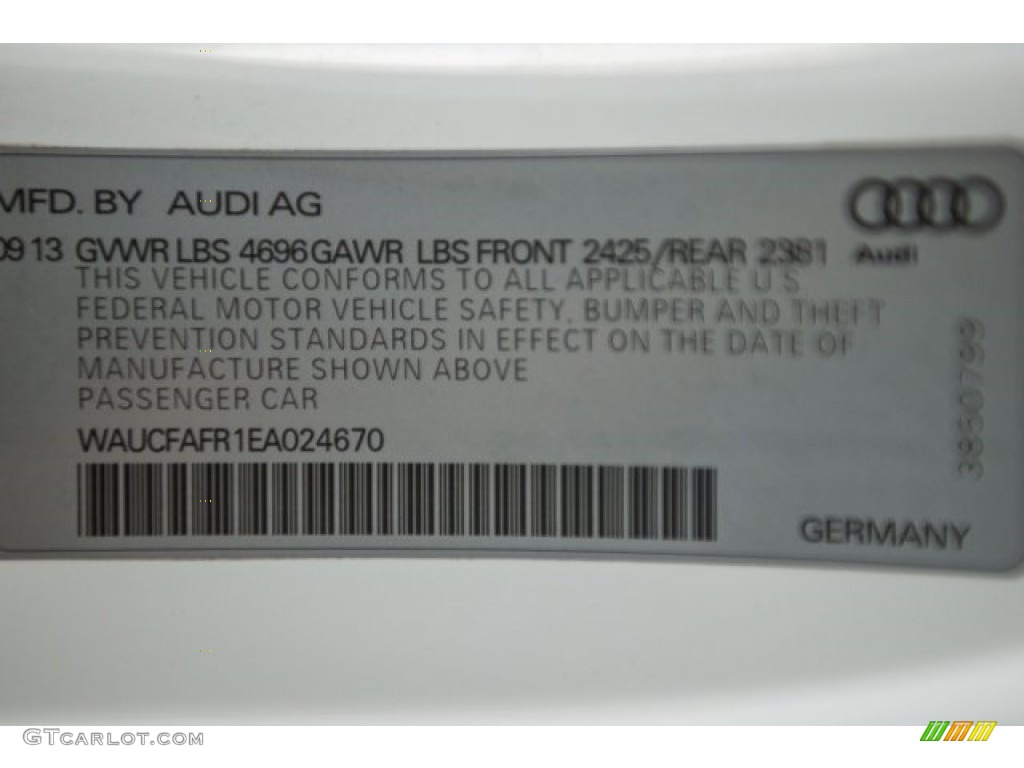 MFD. BY AUDI AG
09 13 GVWR LBS 4696 GAWR LBS FRONT 2425/REAR 2381
Audi
THIS VEHICLE CONFORMS TO ALL APPLICABLE U.S.
FEDERAL MOTOR VEHICLE SAFETY, BUMPER AND THEFT
PREVENTION STANDARDS IN EFFECT ON THE DATE OF
MANUFACTURE SHOWN ABOVE
PASSENGER CAR
WAUCFAFR1EA024670
3850799
GERMANY
GTCARLOT.COM